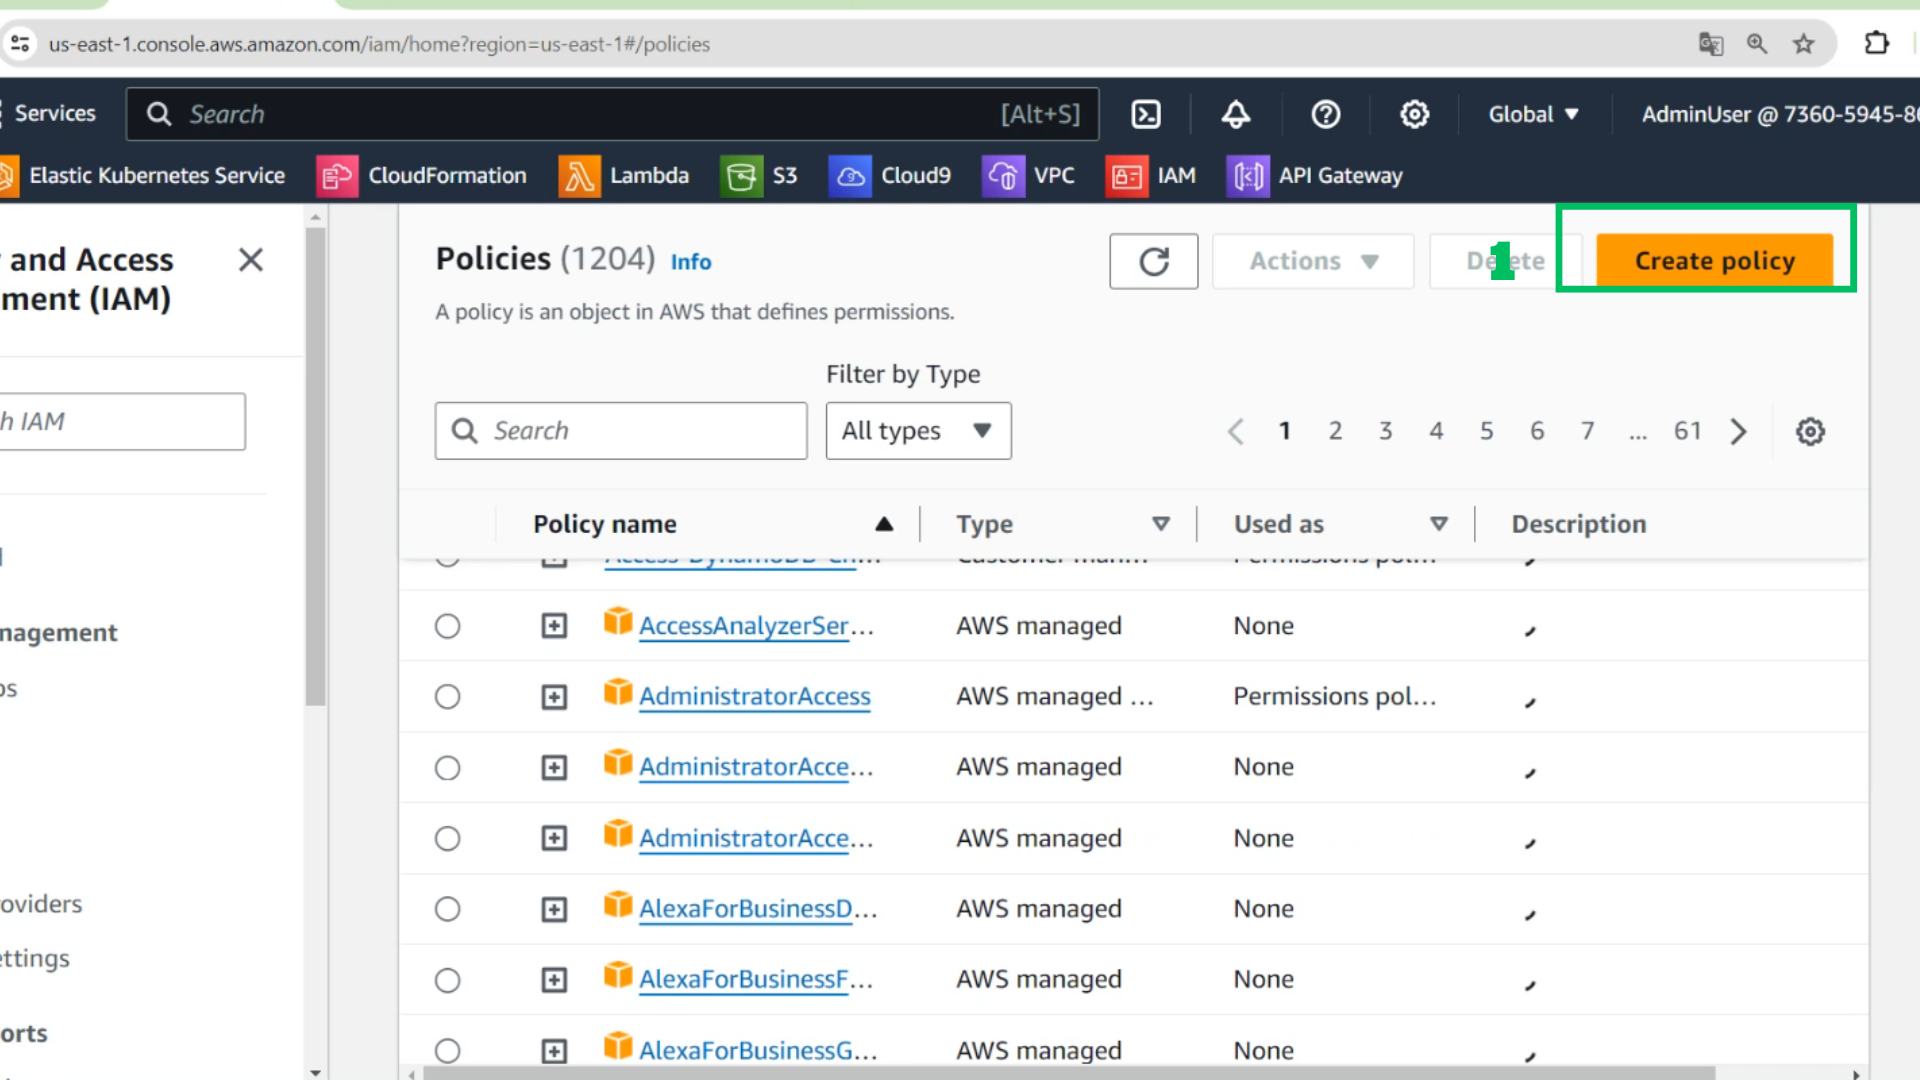 us-east-1.console.aws.amazon.com/iam/home?region=us-east-1#/policies
Services
Search
[Alt+S]
Global
AdminUser @ 7360-5945-8
Elastic Kubernetes Service
CloudFormation
Lambda
S3
Cloud9
VPC
IAM
API Gateway
and Access
ment (IAM)
h IAM
nagement
os
oviders
ettings
orts
Policies (1204) Info
Actions
Delete
1
Create policy
A policy is an object in AWS that defines permissions.
Filter by Type
Search
All types
1 2 3 4 5 6 7 ... 61
Policy name Type Used as Description
AccessAnalyzerSer... AWS managed None -
AdministratorAccess AWS managed ... Permissions pol... -
AdministratorAcce... AWS managed None -
AdministratorAcce... AWS managed None -
AlexaForBusinessD... AWS managed None -
AlexaForBusinessF... AWS managed None -
AlexaForBusinessG... AWS managed None -